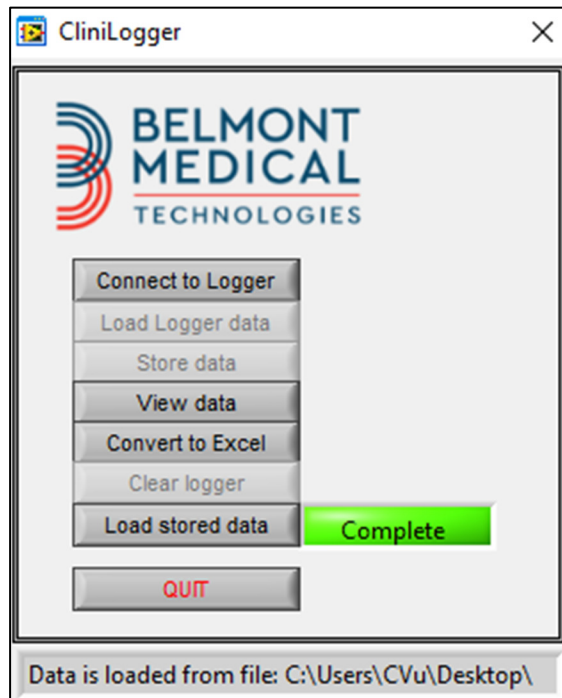 CliniLogger
BELMONT
MEDICAL
TECHNOLOGIES
Connect to Logger
Load Logger data
Store data
View data
Convert to Excel
Clear logger
Load stored data
Complete
QUIT
Data is loaded from file: C:\Users\CVu\Desktop\